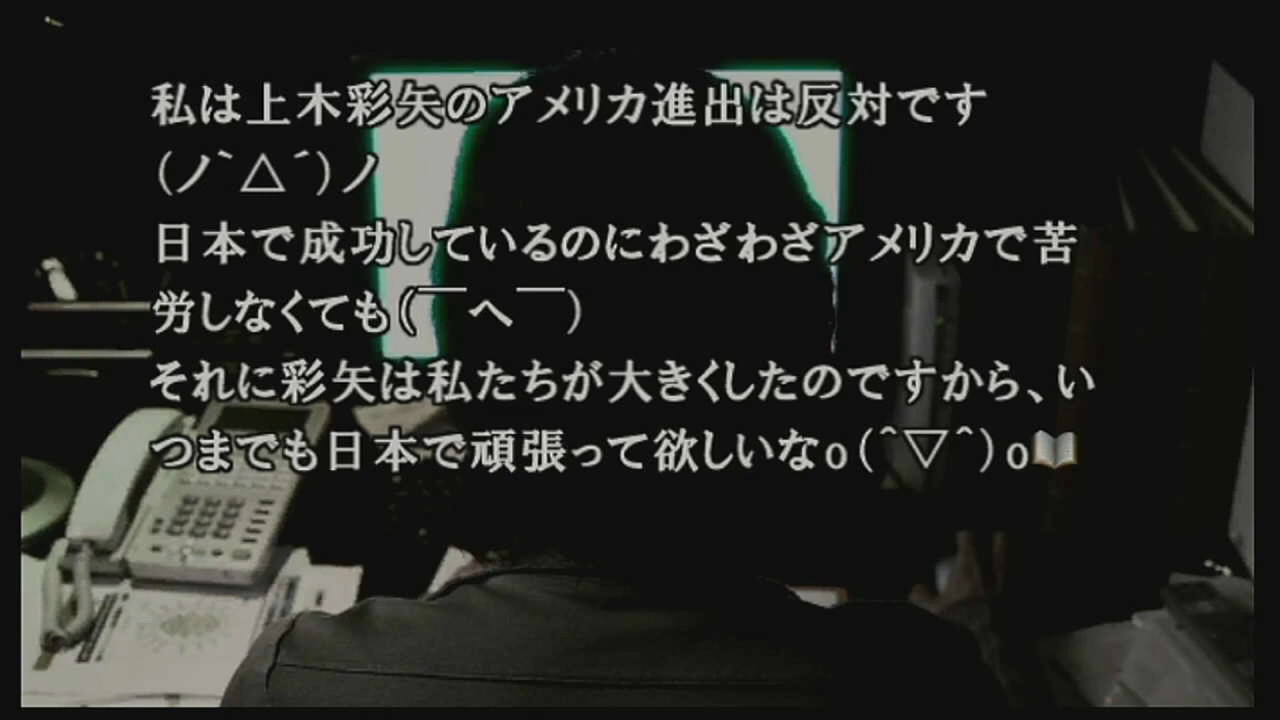 私は上木彩矢のアメリカ進出は反対です
(ノ`△´)ノ
日本で成功しているのにわざわざアメリカで苦
労しなくても(￣へ￣)
それに彩矢は私たちが大きくしたのですから、い
つまでも日本で頑張って欲しいなo(^▽^)o📖